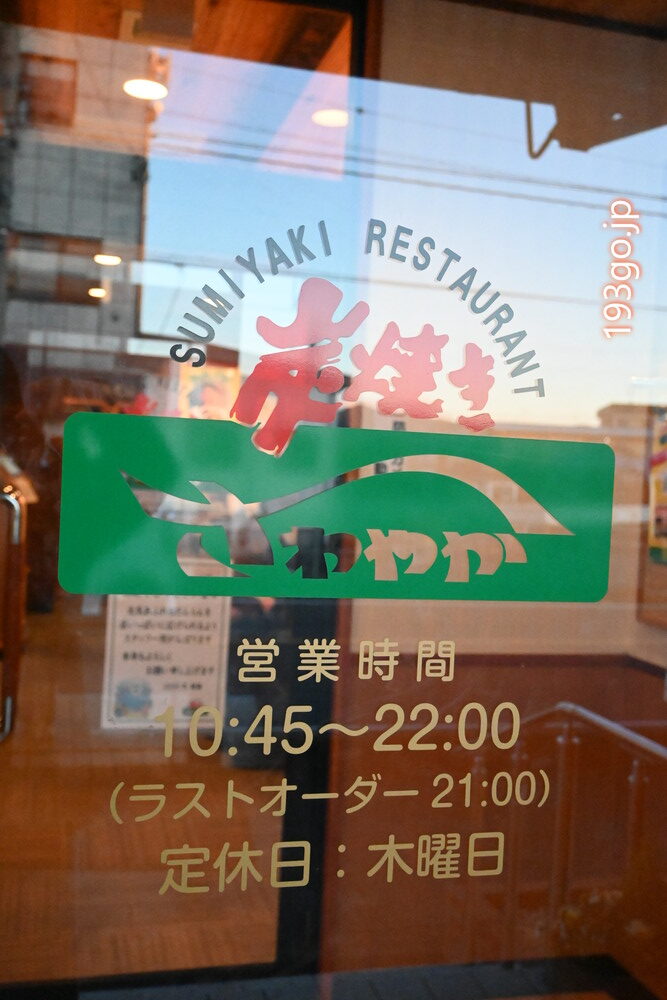 193go.jp
SUMIYAKI RESTAURANT
炭焼き
さわやか
営業時間
10:45〜22:00
(ラストオーダー 21:00)
定休日：木曜日